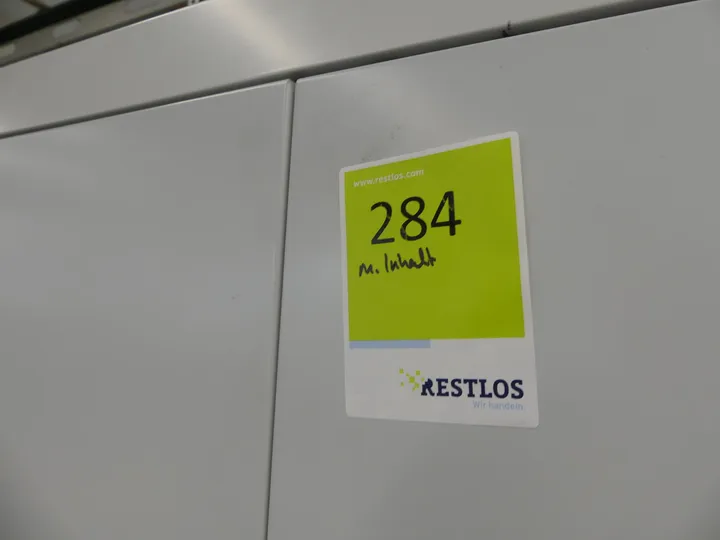 www.restlos.com
284
m. Inhalt
RESTLOS
Wir handeln